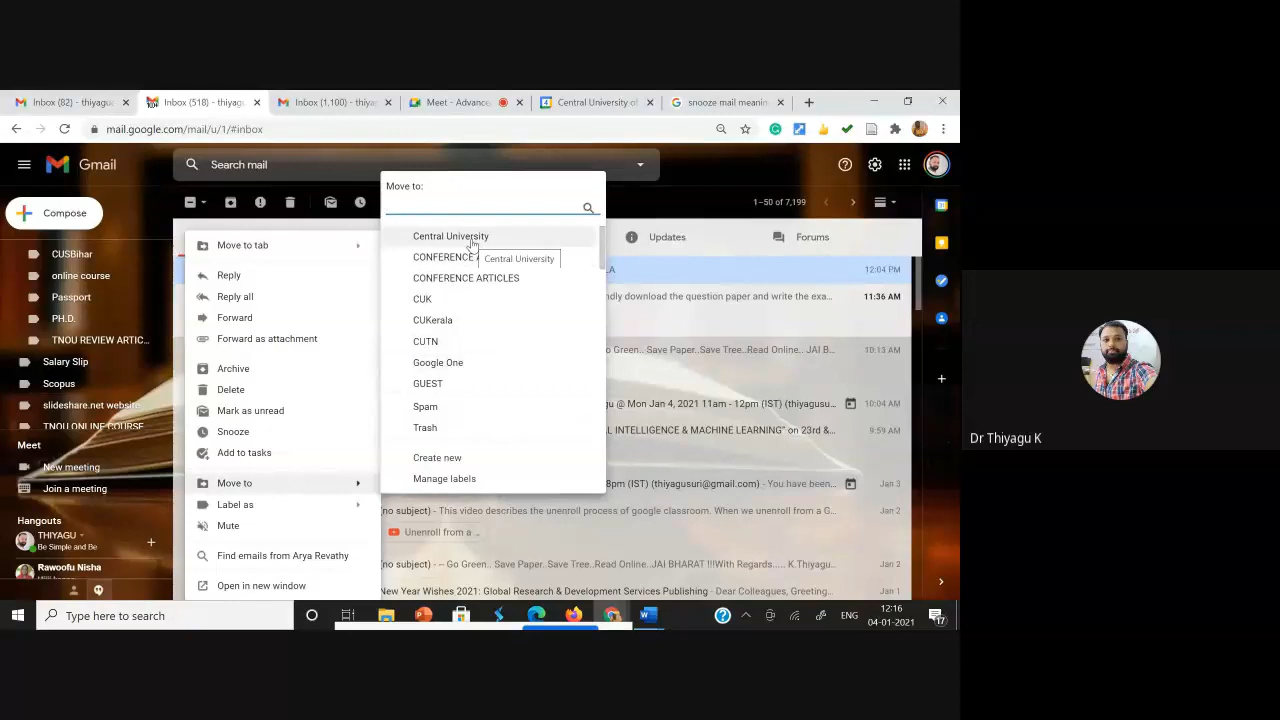 Inbox (82) - thiyagu
Inbox (518) - thiyagu
Inbox (1,100) - thiyagu
Meet - Advance
Central University of
snooze mail meanin
mail.google.com/mail/u/1/#inbox
Gmail
Search mail
Move to:
Compose
1–50 of 7,199
CUSBihar
online course
Passport
PH.D.
TNOU REVIEW ARTIC...
Salary Slip
Scopus
slideshare.net website
TNOU ONLINE COURSE
Meet
New meeting
Join a meeting
Hangouts
THIYAGU
Be Simple and Be
Rawoofu Nisha
Move to tab
Reply
Reply all
Forward
Forward as attachment
Archive
Delete
Mark as unread
Snooze
Add to tasks
Move to
Label as
Mute
Find emails from Arya Revathy
Open in new window
Central University
CONFERENCE A
Central University
CONFERENCE ARTICLES
CUK
CUKerala
CUTN
Google One
GUEST
Spam
Trash
Create new
Manage labels
Updates
Forums
LA 12:04 PM
ndly download the question paper and write the exa... 11:36 AM
o Green.. Save Paper..Save Tree..Read Online.. JAI B... 10:13 AM
gu @ Mon Jan 4, 2021 11am - 12pm (IST) (thiyagu... 10:04 AM
AL INTELLIGENCE & MACHINE LEARNING" on 23rd &... 9:59 AM
8pm (IST) (thiyagusuri@gmail.com) - You have been... Jan 3
(no subject) - This video describes the unenroll process of google classroom. When we unenroll from a G... Jan 2
Unenroll from a ...
(no subject) - -- Go Green.. Save Paper..Save Tree..Read Online..JAI BHARAT !!!With Regards..... K.Thiyagu... Jan 2
New Year Wishes 2021: Global Research & Development Services Publishing - Dear Colleagues, Greeting... Jan 1
Type here to search
ENG
12:16
04-01-2021
17
Dr Thiyagu K